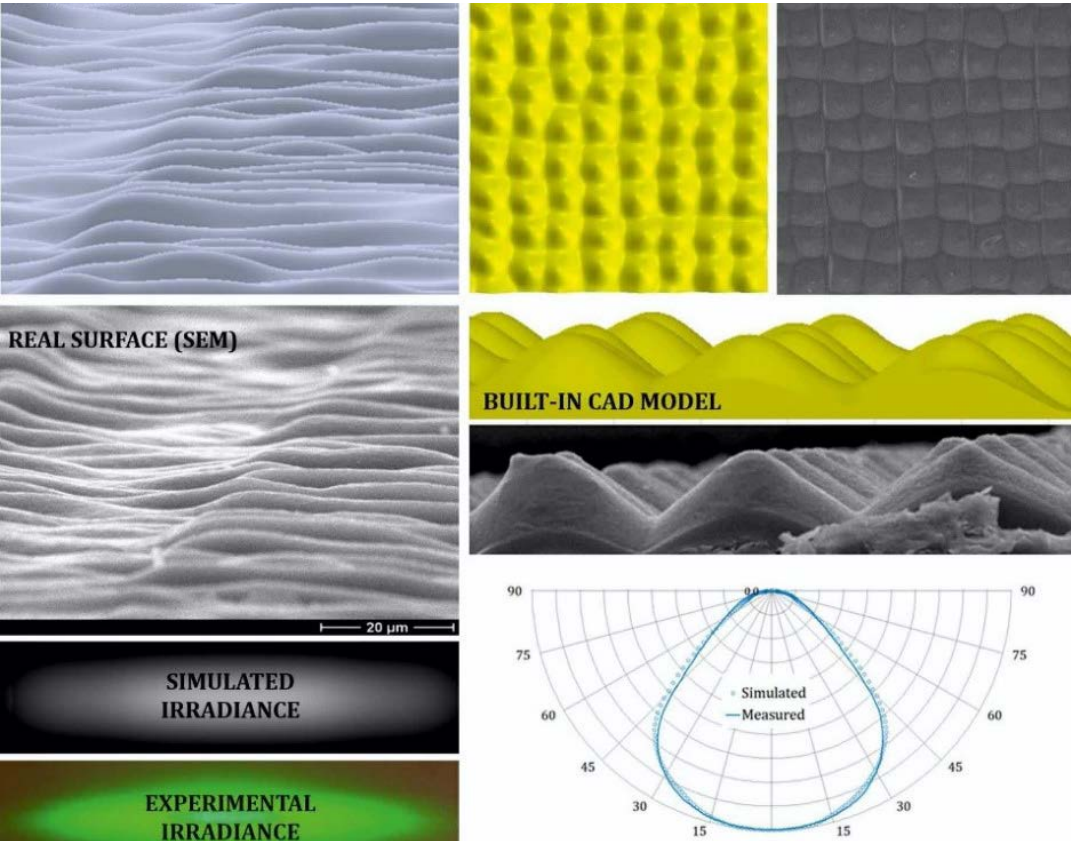 REAL SURFACE (SEM)
20 µm
SIMULATED
IRRADIANCE
EXPERIMENTAL
IRRADIANCE
BUILT-IN CAD MODEL
90
0.0
90
75
75
Simulated
Measured
60
60
45
45
30
30
15
15